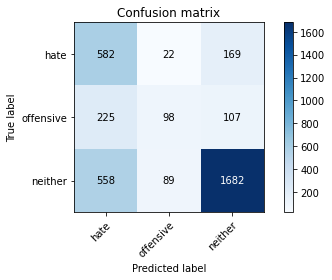 Confusion matrix
hate 582 22 169
offensive 225 98 107
neither 558 89 1682
True label
hate offensive neither
Predicted label
1600
1400
1200
1000
800
600
400
200